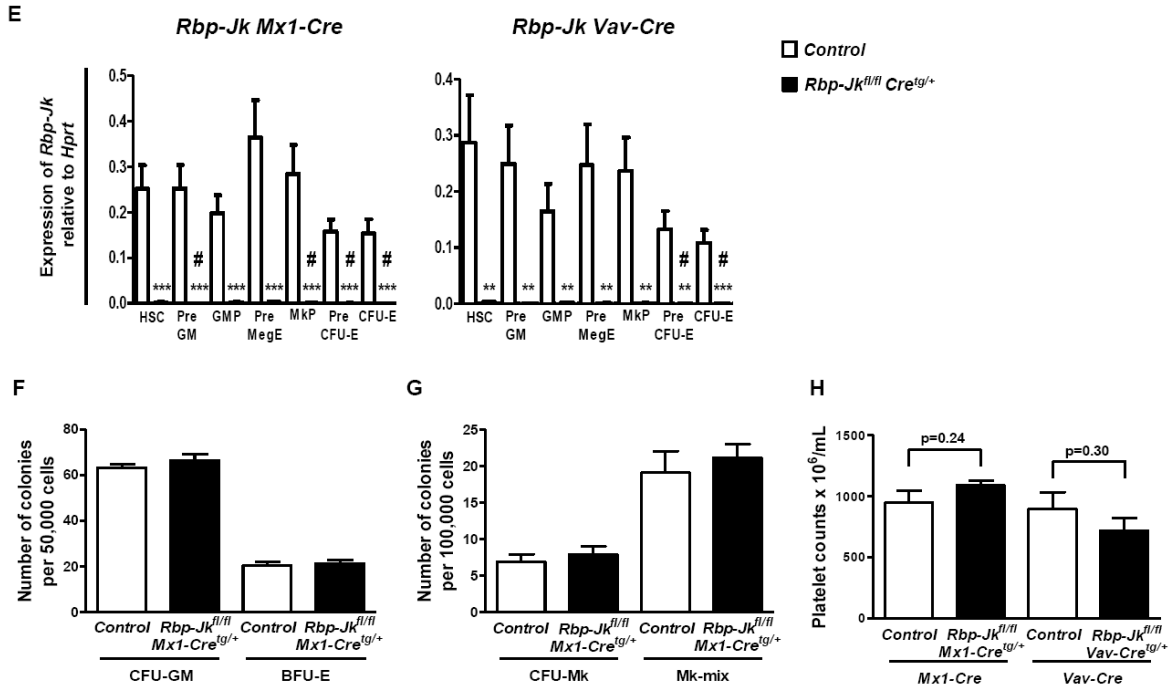 E
Rbp-Jk Mx1-Cre
Rbp-Jk Vav-Cre
Control
Rbp-Jkfl/fl Cretg/+
Expression of Rbp-Jk
relative to Hprt
0.5
0.4
0.3
0.2
0.1
0.0
# # # #
*** *** *** *** *** *** ***
HSC Pre GMP Pre MkP Pre CFU-E
GM MegE CFU-E
0.4
0.3
0.2
0.1
0.0
# #
** ** ** ** ** ** ***
HSC Pre GMP Pre MkP Pre CFU-E
GM MegE CFU-E
F
Number of colonies
per 50,000 cells
80
60
40
20
0
Control Rbp-Jkfl/fl Control Rbp-Jkfl/fl
Mx1-Cretg/+ Mx1-Cretg/+
CFU-GM BFU-E
G
Number of colonies
per 100,000 cells
25
20
15
10
5
0
Control Rbp-Jkfl/fl Control Rbp-Jkfl/fl
Mx1-Cretg/+ Mx1-Cretg/+
CFU-Mk Mk-mix
H
Platelet counts x 106/mL
1500
1000
500
0
p=0.24
p=0.30
Control Rbp-Jkfl/fl Control Rbp-Jkfl/fl
Mx1-Cretg/+ Vav-Cretg/+
Mx1-Cre Vav-Cre